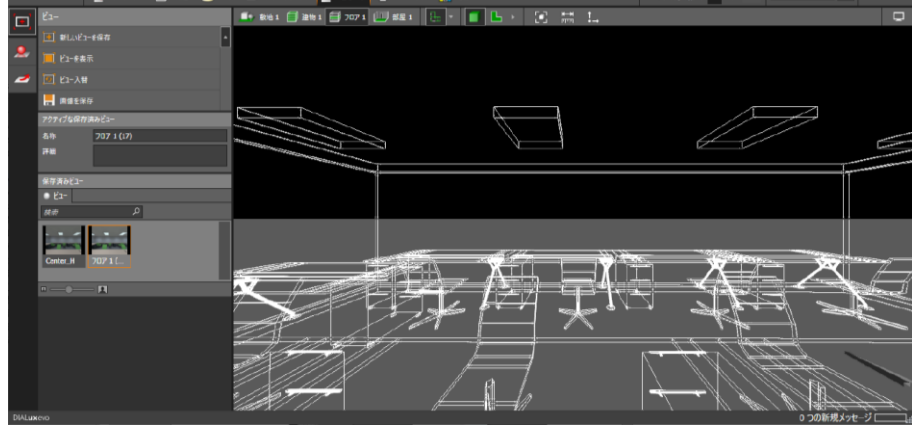 ビュー
敷地 1 建物 1 フロア 1 部屋 1
新しいビューを保存
ビューを表示
ビュー入替
画像を保存
アクティブな保存済みビュー
名称 フロア 1 (17)
詳細
保存済みビュー
ビュー
検索
Center_H フロア 1 (...
DIALux evo 0 つの新規メッセージ